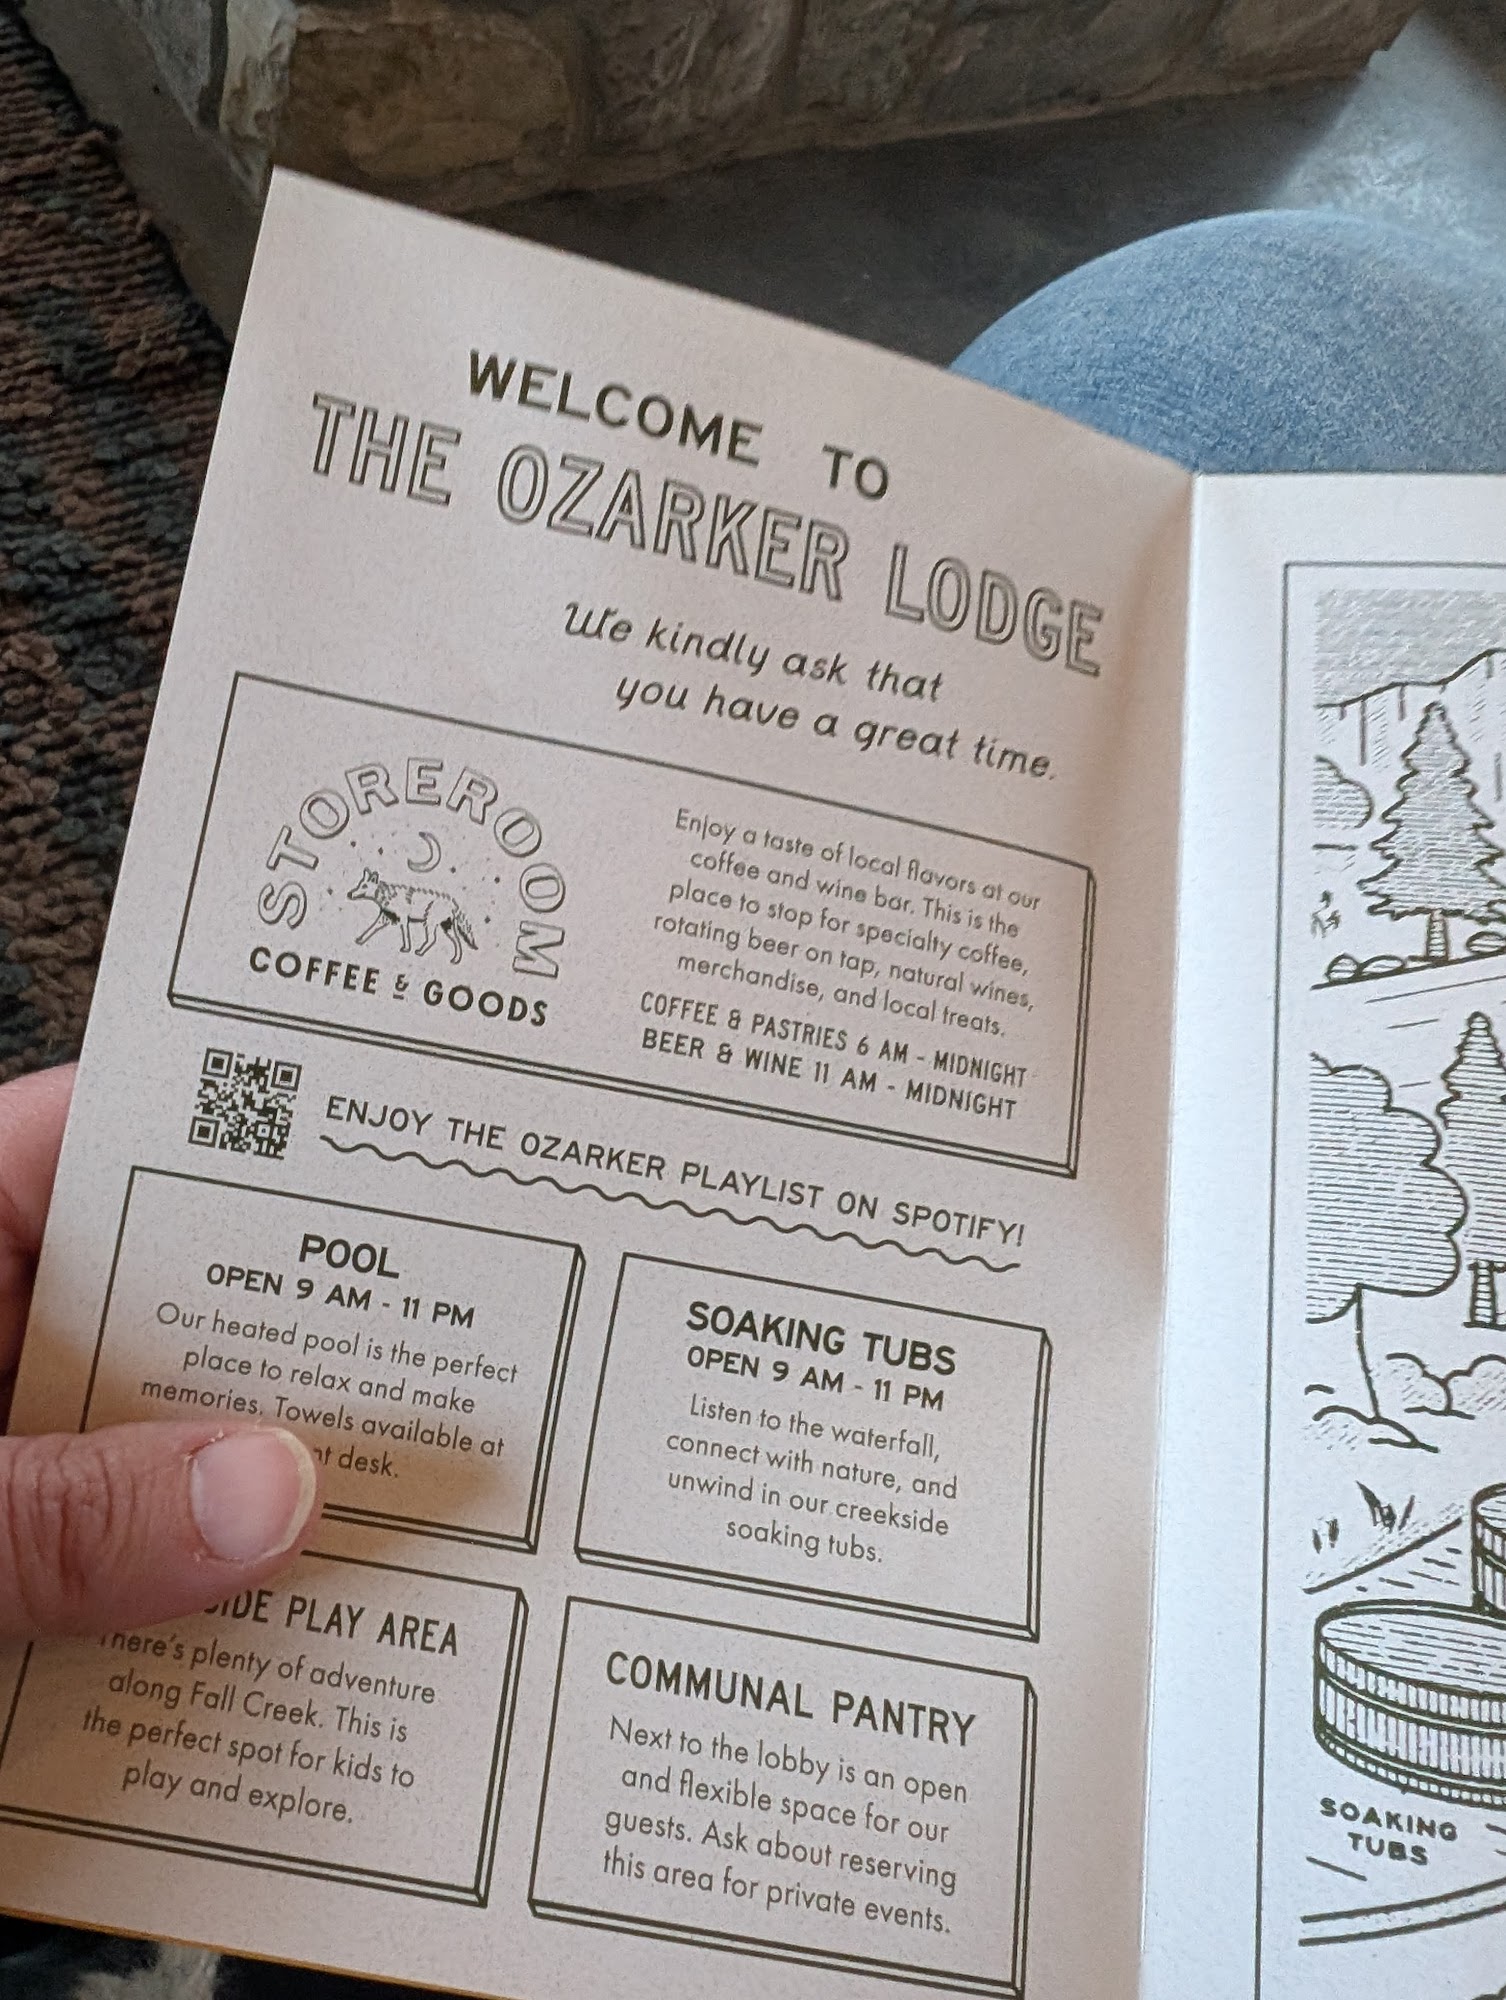 WELCOME TO
THE OZARKER LODGE
We kindly ask that
you have a great time.
STOREROOM
COFFEE & GOODS
Enjoy a taste of local flavors at our
coffee and wine bar. This is the
place to stop for specialty coffee,
rotating beer on tap, natural wines,
merchandise, and local treats.
COFFEE & PASTRIES 6 AM - MIDNIGHT
BEER & WINE 11 AM - MIDNIGHT
ENJOY THE OZARKER PLAYLIST ON SPOTIFY!
POOL
OPEN 9 AM - 11 PM
Our heated pool is the perfect
place to relax and make
memories. Towels available at
desk.
SOAKING TUBS
OPEN 9 AM - 11 PM
Listen to the waterfall,
connect with nature, and
unwind in our creekside
soaking tubs.
PLAY AREA
There's plenty of adventure
along Fall Creek. This is
the perfect spot for kids to
play and explore.
COMMUNAL PANTRY
Next to the lobby is an open
and flexible space for our
guests. Ask about reserving
this area for private events.
SOAKING
TUBS